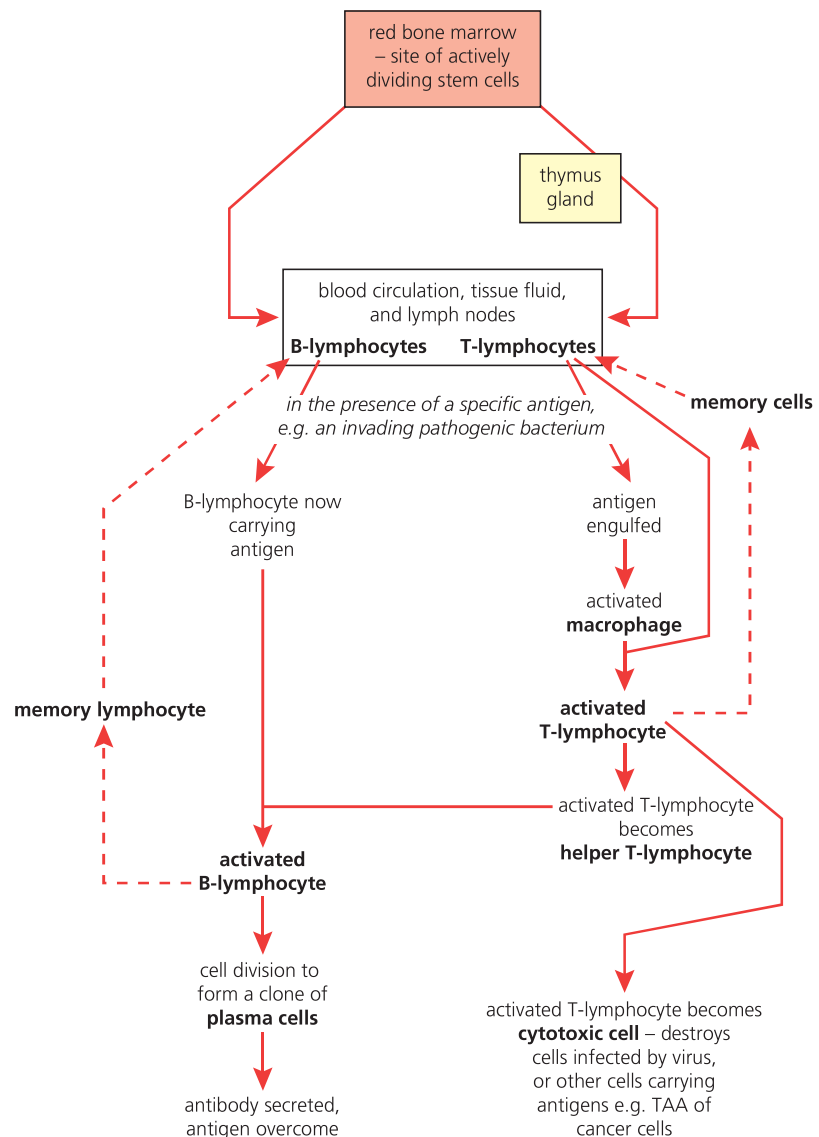 red bone marrow
– site of actively
dividing stem cells
thymus
gland
blood circulation, tissue fluid,
and lymph nodes
B-lymphocytes T-lymphocytes
in the presence of a specific antigen,
e.g. an invading pathogenic bacterium
memory cells
B-lymphocyte now
carrying
antigen
antigen
engulfed
activated
macrophage
memory lymphocyte
activated
T-lymphocyte
activated T-lymphocyte
becomes
helper T-lymphocyte
activated
B-lymphocyte
cell division to
form a clone of
plasma cells
activated T-lymphocyte becomes
cytotoxic cell – destroys
cells infected by virus,
or other cells carrying
antigens e.g. TAA of
cancer cells
antibody secreted,
antigen overcome